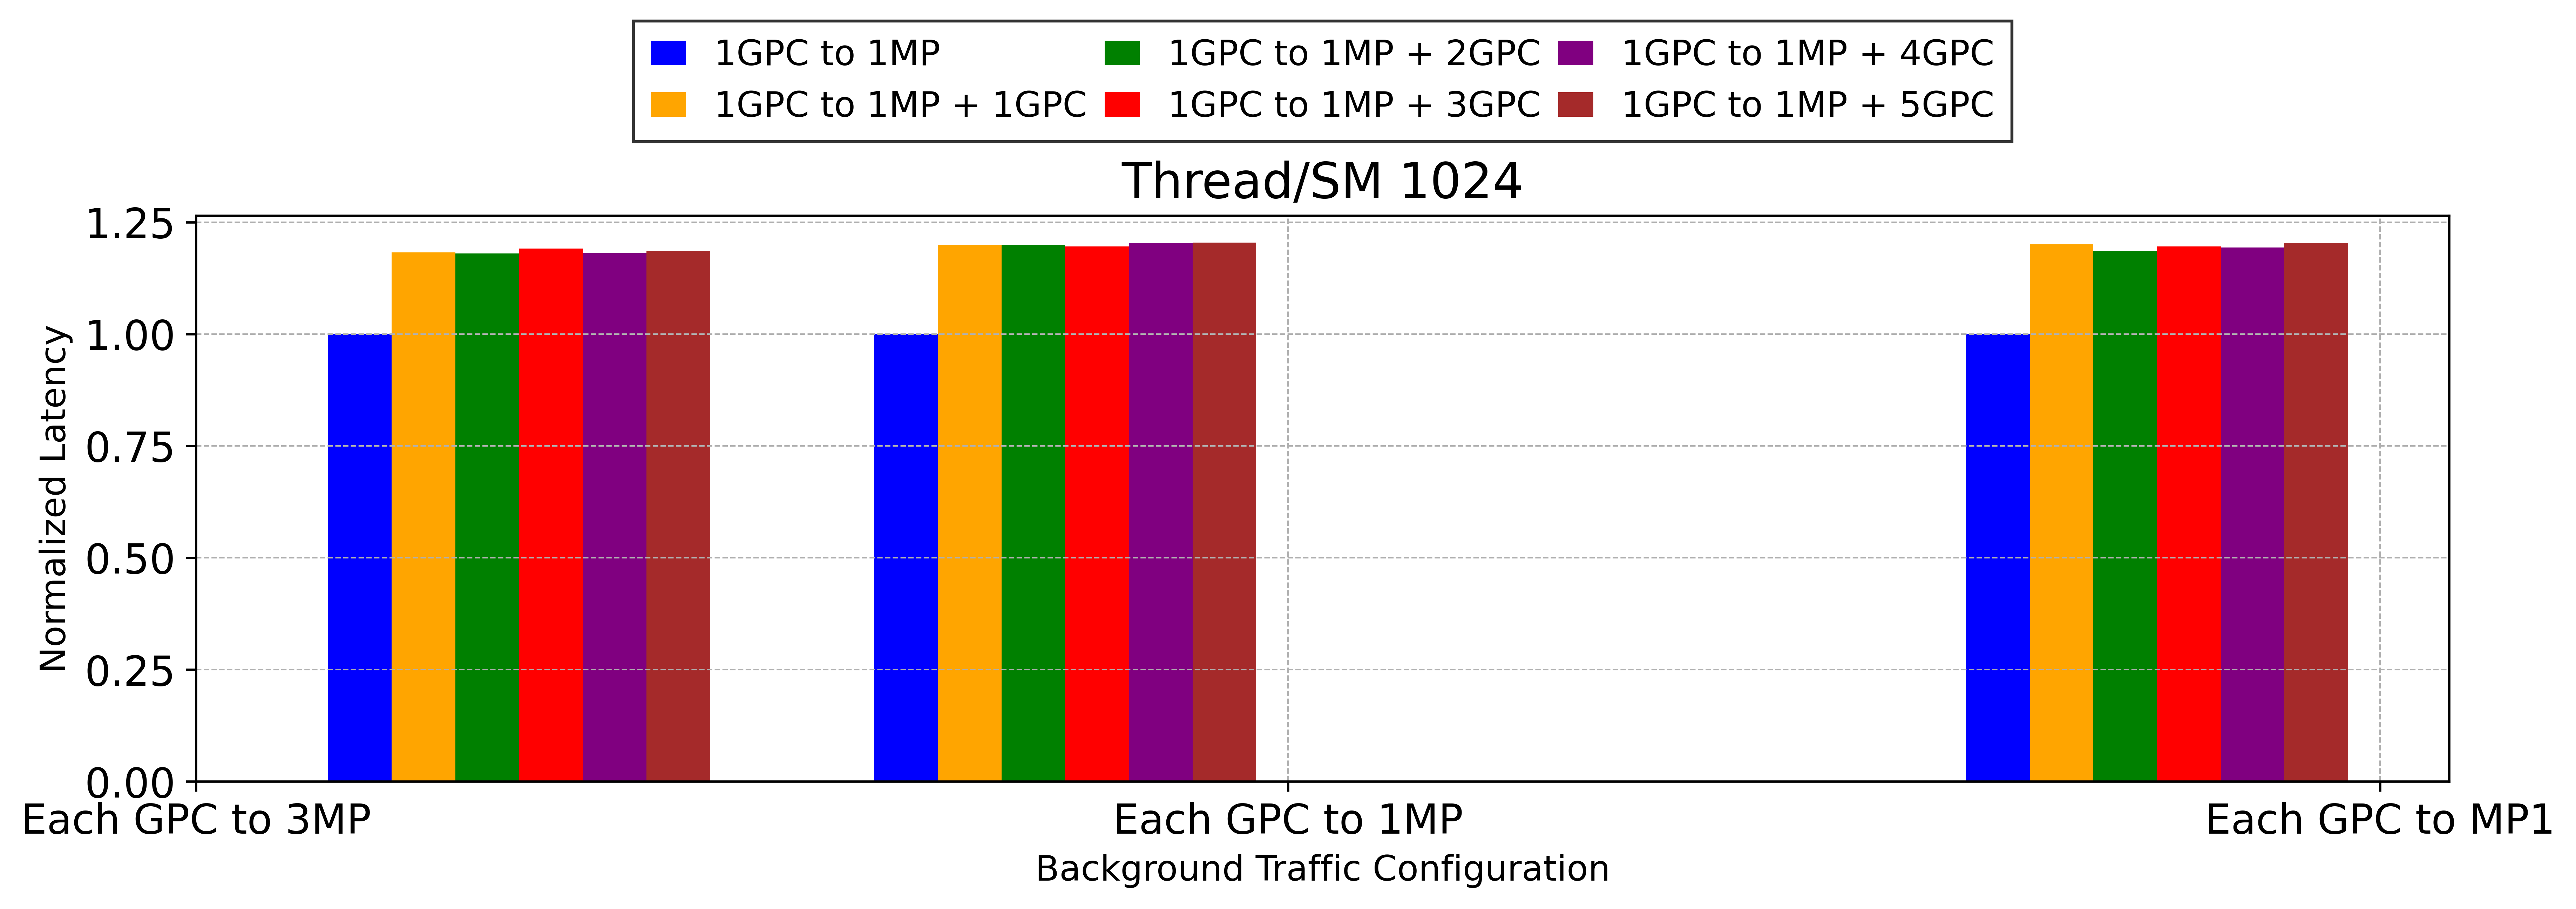 1GPC to 1MP
1GPC to 1MP + 1GPC
1GPC to 1MP + 2GPC
1GPC to 1MP + 3GPC
1GPC to 1MP + 4GPC
1GPC to 1MP + 5GPC
Thread/SM 1024
Normalized Latency
1.25
1.00
0.75
0.50
0.25
0.00
Each GPC to 3MP
Each GPC to 1MP
Each GPC to MP1
Background Traffic Configuration